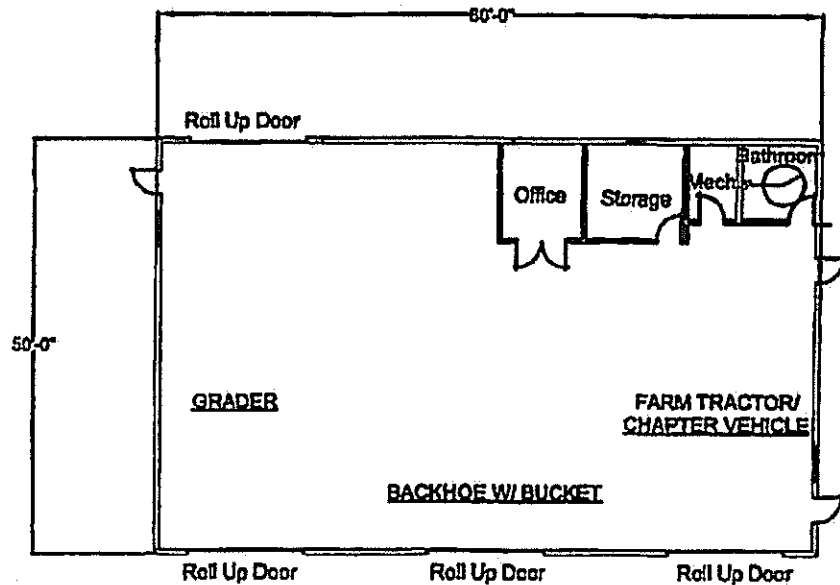 80'-0"
Roll Up Door
Bathroom
Office
Storage
Mech.
50'-0"
GRADER
FARM TRACTOR/
CHAPTER VEHICLE
BACKHOE W/ BUCKET
Roll Up Door
Roll Up Door
Roll Up Door